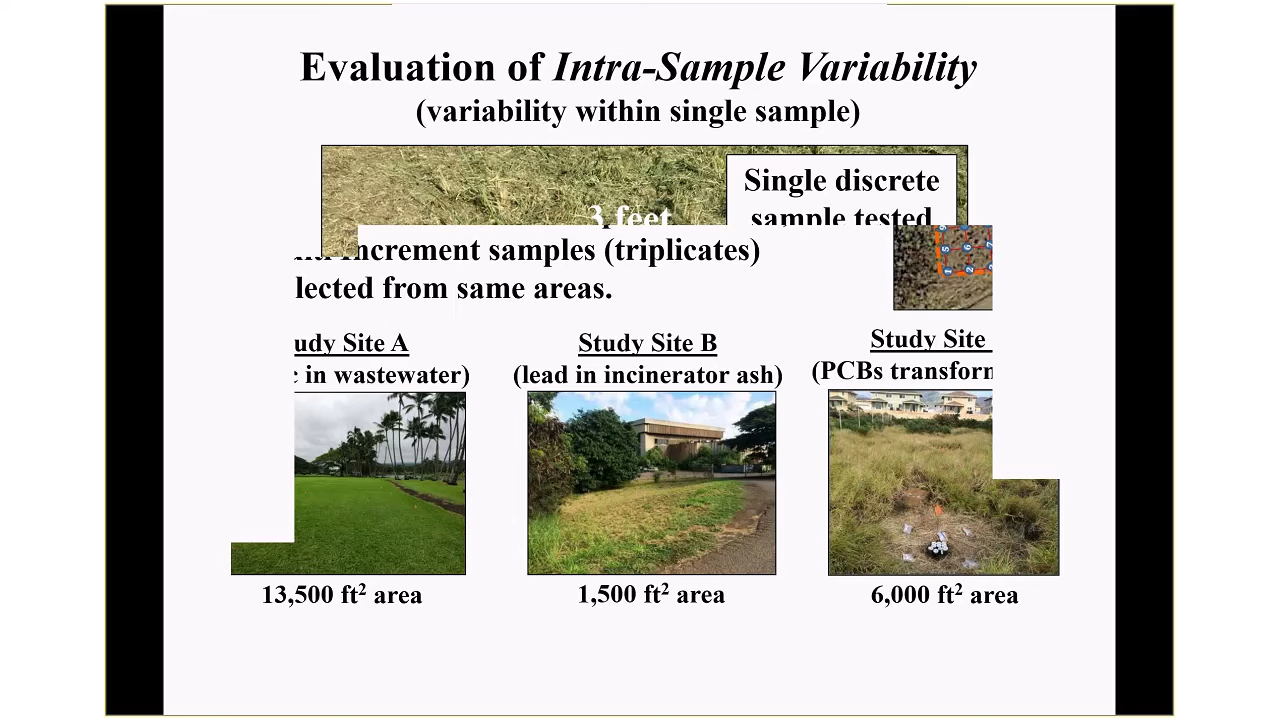 Evaluation of Intra-Sample Variability
(variability within single sample)
Single discrete
sample tested
3 feet
Increment samples (triplicates)
lected from same areas.
udy Site A
c in wastewater)
13,500 ft² area
Study Site B
(lead in incinerator ash)
1,500 ft² area
Study Site
(PCBs transform
6,000 ft² area